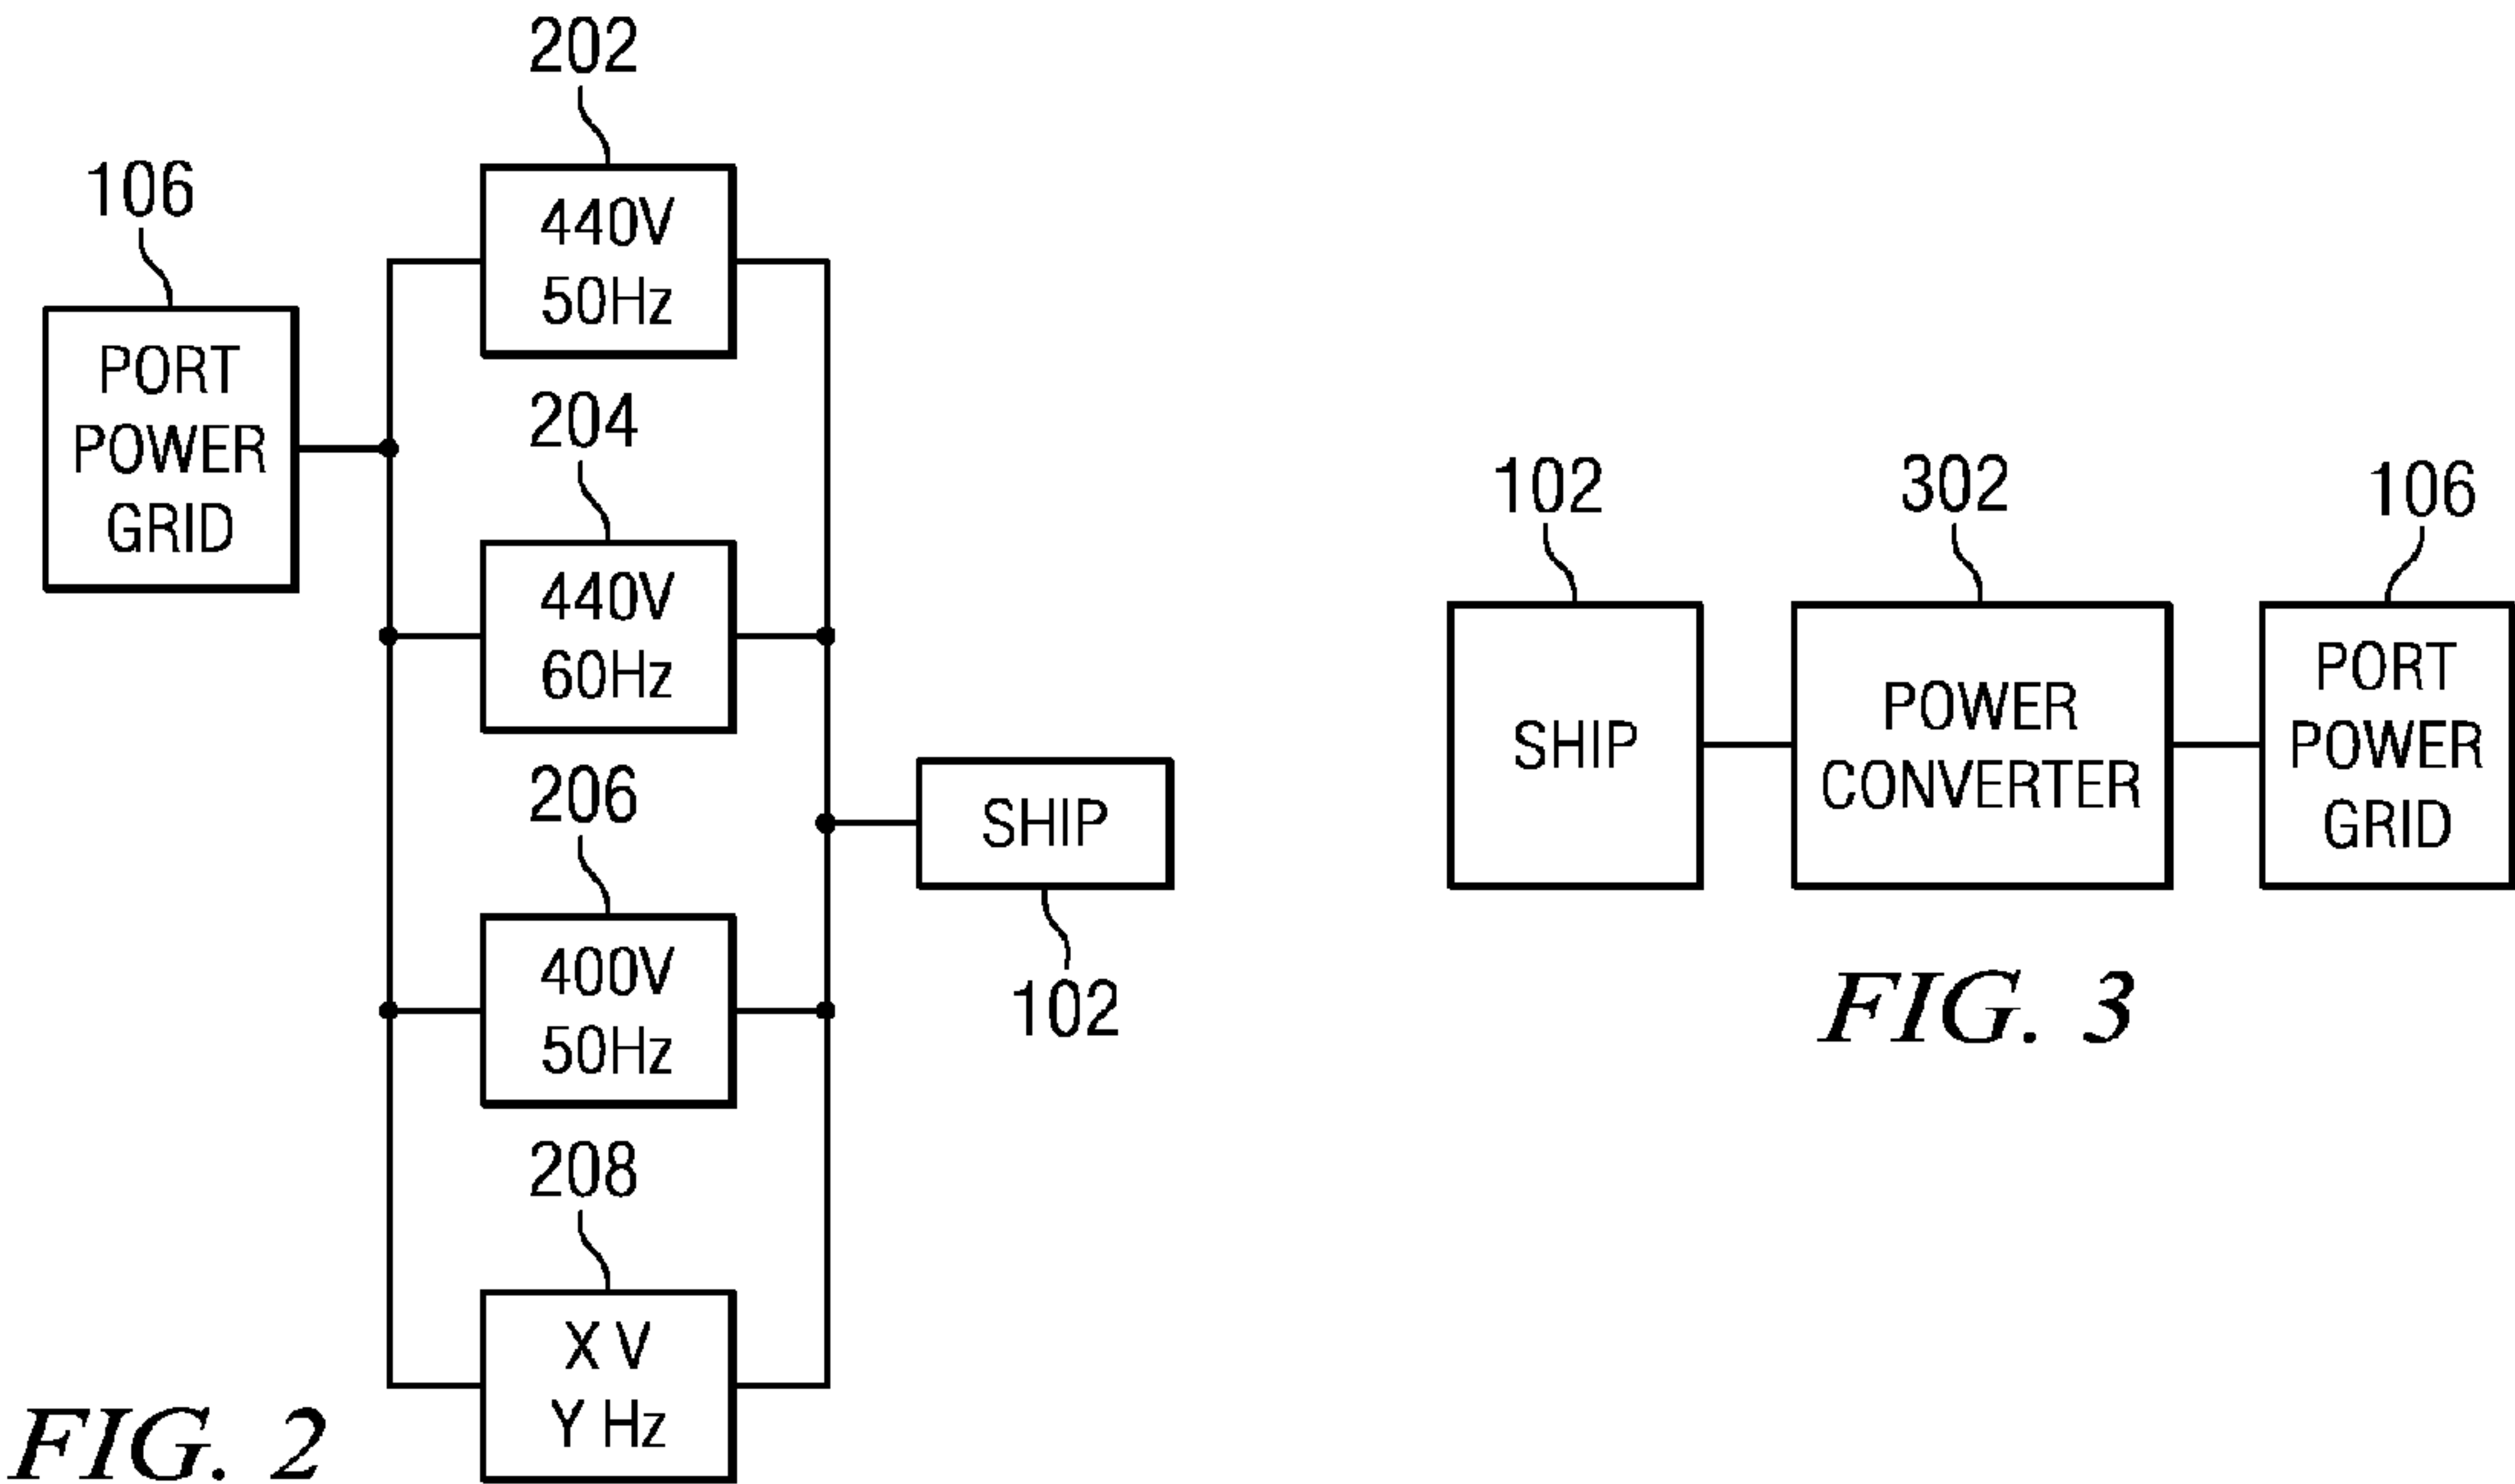 202
440V
50Hz
106
PORT
POWER
GRID
204
440V
60Hz
206
400V
50Hz
208
X V
Y Hz
SHIP
102
FIG. 2
102
SHIP
302
POWER
CONVERTER
106
PORT
POWER
GRID
FIG. 3